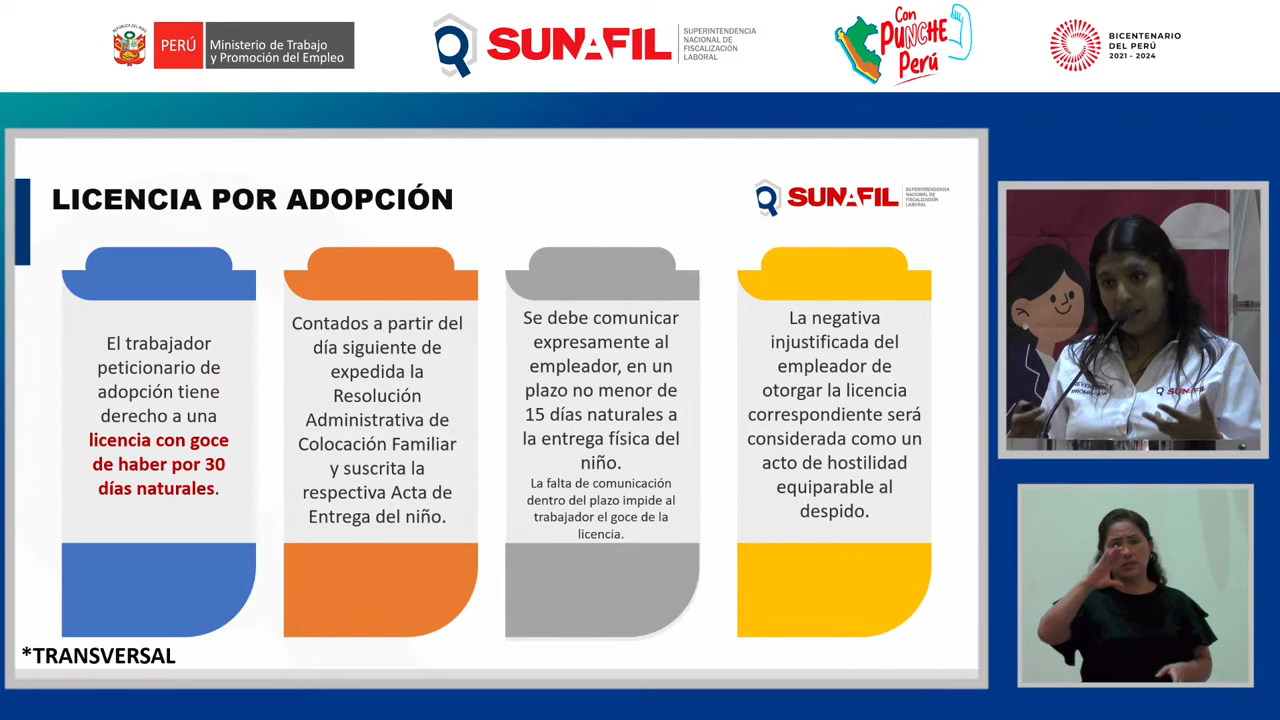 PERÚ
Ministerio de Trabajo
y Promoción del Empleo
SUNAFIL
SUPERINTENDENCIA
NACIONAL DE
FISCALIZACIÓN
LABORAL
Con
PUNCHE
Perú
BICENTENARIO
DEL PERÚ
2021 - 2024
LICENCIA POR ADOPCIÓN
SUNAFIL
SUPERINTENDENCIA
NACIONAL DE
FISCALIZACIÓN
LABORAL
El trabajador
peticionario de
adopción tiene
derecho a una
licencia con goce
de haber por 30
días naturales.
Contados a partir del
día siguiente de
expedida la
Resolución
Administrativa de
Colocación Familiar
y suscrita la
respectiva Acta de
Entrega del niño.
Se debe comunicar
expresamente al
empleador, en un
plazo no menor de
15 días naturales a
la entrega física del
niño.
La falta de comunicación
dentro del plazo impide al
trabajador el goce de la
licencia.
La negativa
injustificada del
empleador de
otorgar la licencia
correspondiente será
considerada como un
acto de hostilidad
equiparable al
despido.
*TRANSVERSAL
SUNAFIL